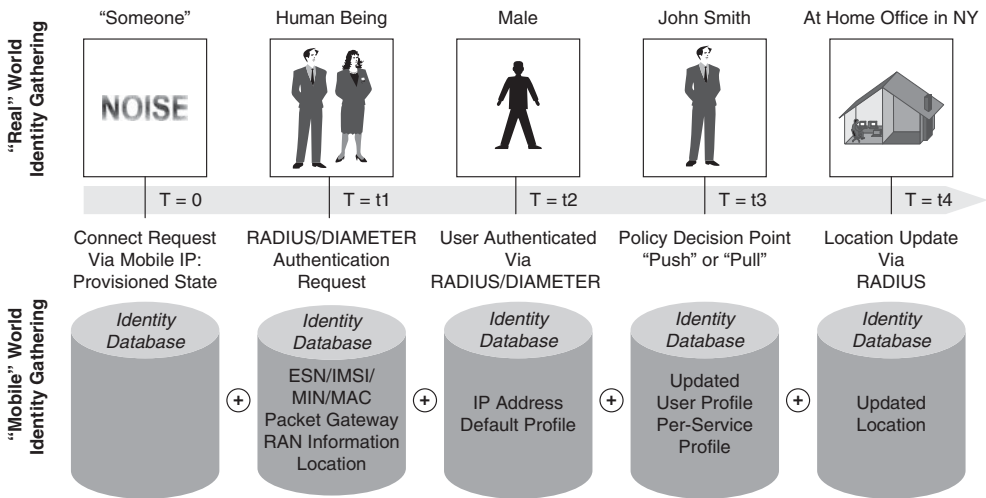 “Real” World
Identity Gathering
“Someone”
Human Being
Male
John Smith
At Home Office in NY
NOISE
T = 0
T = t1
T = t2
T = t3
T = t4
“Mobile” World
Identity Gathering
Connect Request
Via Mobile IP:
Provisioned State
RADIUS/DIAMETER
Authentication
Request
User Authenticated
Via
RADIUS/DIAMETER
Policy Decision Point
“Push” or “Pull”
Location Update
Via
RADIUS
Identity
Database
+
Identity
Database
ESN/IMSI/
MIN/MAC
Packet Gateway
RAN Information
Location
+
Identity
Database
IP Address
Default Profile
+
Identity
Database
Updated
User Profile
Per-Service
Profile
+
Identity
Database
Updated
Location